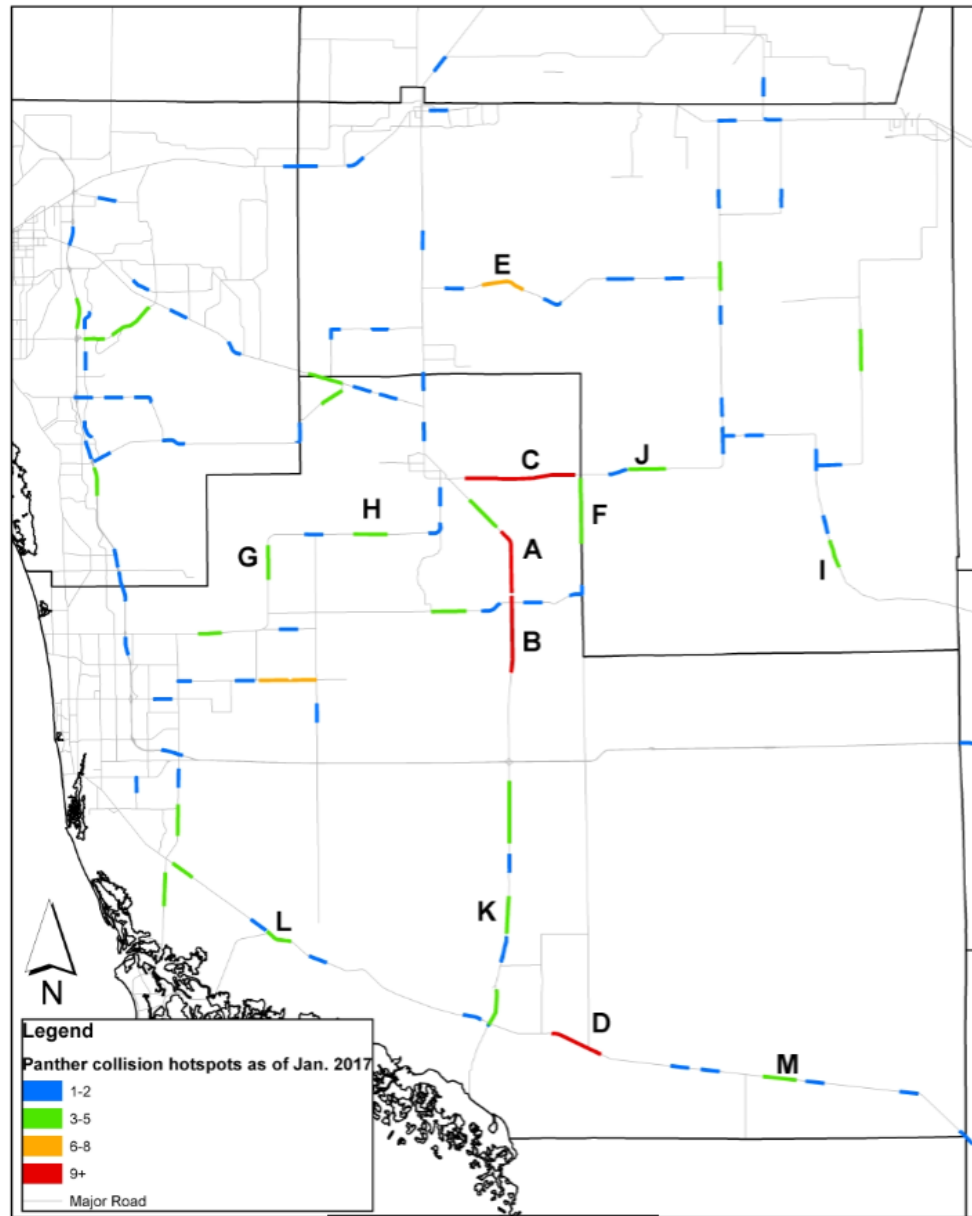 E
C
J
H
F
A
G
I
B
K
L
D
M
N
Legend
Panther collision hotspots as of Jan. 2017
1-2
3-5
6-8
9+
Major Road